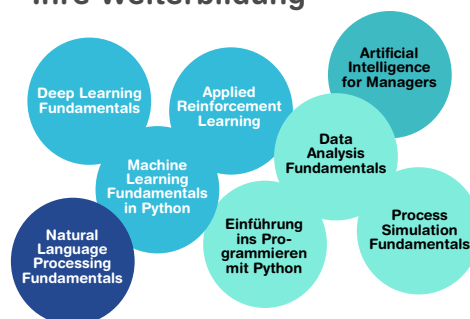 Ihre Weiterbildung
Artificial
Intelligence
for Managers
Deep Learning
Fundamentals
Applied
Reinforcement
Learning
Data
Analysis
Fundamentals
Machine
Learning
Fundamentals
in Python
Natural
Language
Processing
Fundamentals
Einführung
ins Pro-
grammieren
mit Python
Process
Simulation
Fundamentals